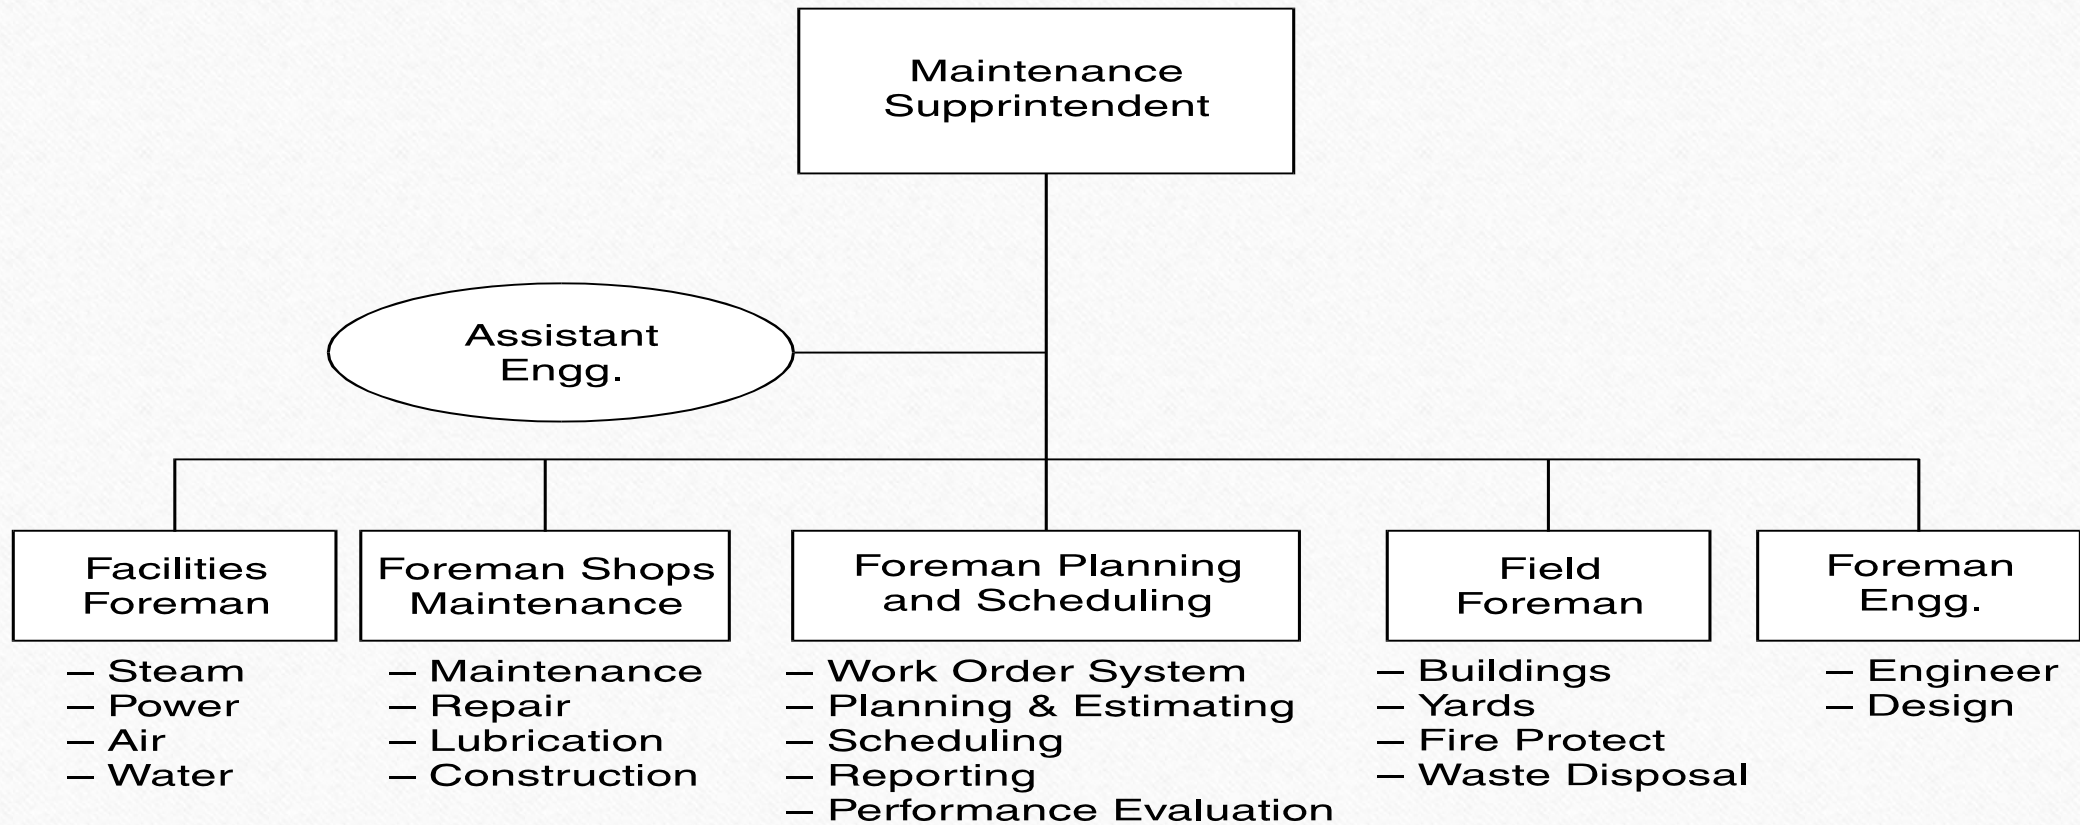 Maintenance
Supprintendent
Assistant
Engg.
Facilities
Foreman
– Steam
– Power
– Air
– Water
Foreman Shops
Maintenance
– Maintenance
– Repair
– Lubrication
– Construction
Foreman Planning
and Scheduling
– Work Order System
– Planning & Estimating
– Scheduling
– Reporting
– Performance Evaluation
Field
Foreman
– Buildings
– Yards
– Fire Protect
– Waste Disposal
Foreman
Engg.
– Engineer
– Design